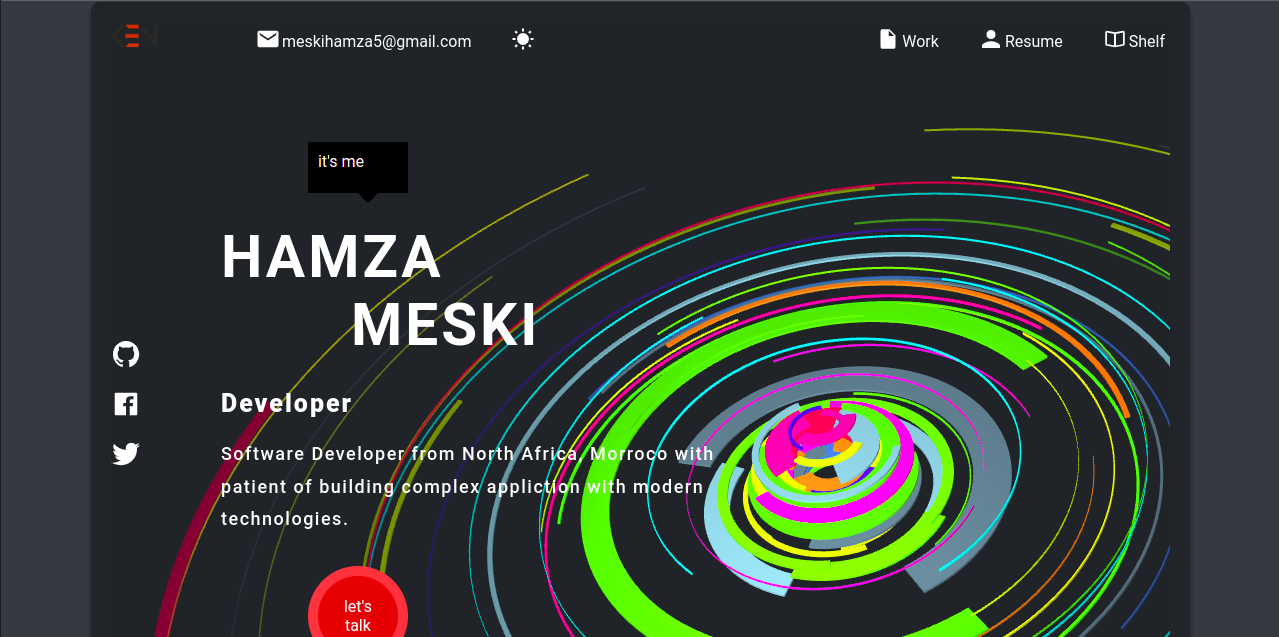 meskihamza5@gmail.com
Work
Resume
Shelf
it's me
HAMZA
MESKI
Developer
Software Developer from North Africa, Morroco with
patient of building complex appliction with modern
technologies.
let's
talk